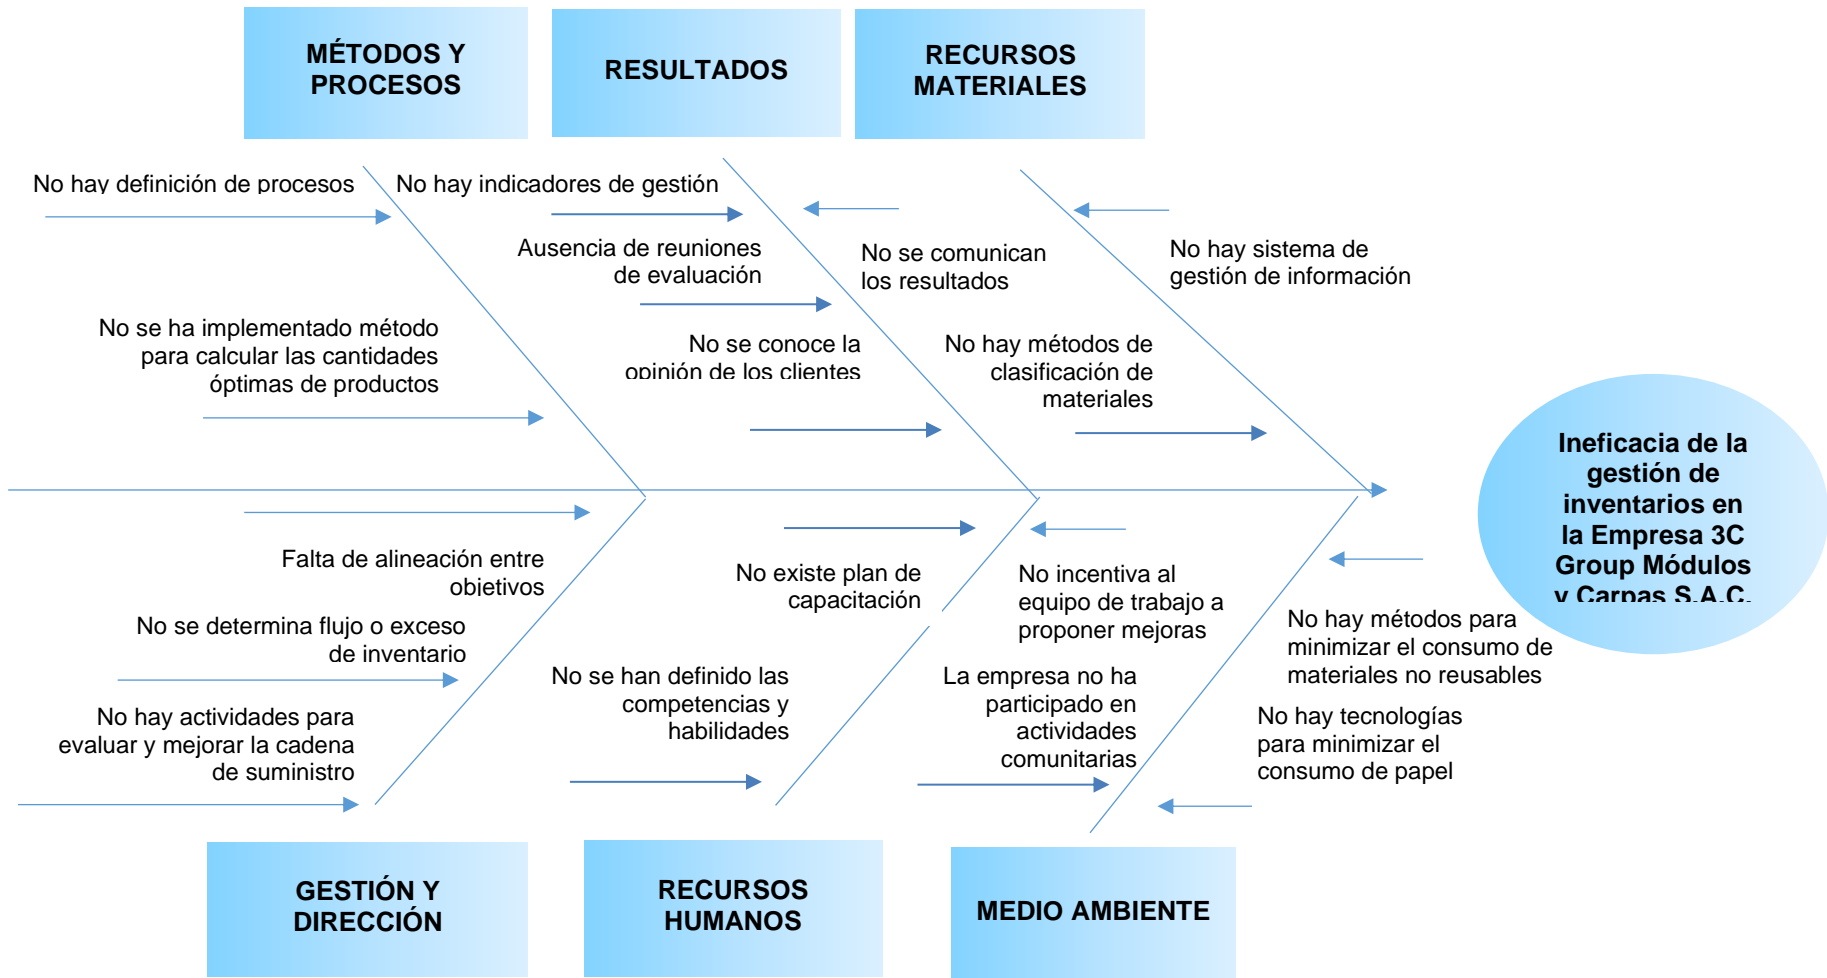 MÉTODOS Y
PROCESOS
RESULTADOS
RECURSOS
MATERIALES
No hay definición de procesos
No se ha implementado método
para calcular las cantidades
óptimas de productos
No hay indicadores de gestión
Ausencia de reuniones
de evaluación
No se conoce la
opinión de los clientes
No se comunican
los resultados
No hay métodos de
clasificación de
materiales
No hay sistema de
gestión de información
Ineficacia de la
gestión de
inventarios en
la Empresa 3C
Group Módulos
y Carpas S.A.C.
Falta de alineación entre
objetivos
No se determina flujo o exceso
de inventario
No hay actividades para
evaluar y mejorar la cadena
de suministro
No existe plan de
capacitación
No se han definido las
competencias y
habilidades
No incentiva al
equipo de trabajo a
proponer mejoras
La empresa no ha
participado en
actividades
comunitarias
No hay métodos para
minimizar el consumo de
materiales no reusables
No hay tecnologías
para minimizar el
consumo de papel
GESTIÓN Y
DIRECCIÓN
RECURSOS
HUMANOS
MEDIO AMBIENTE